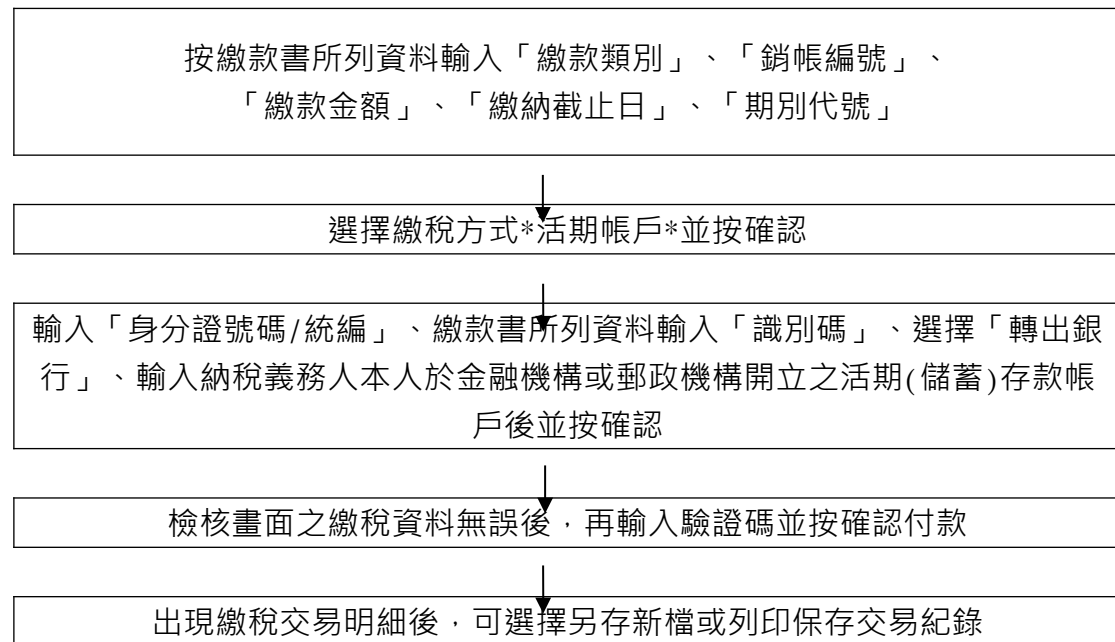 按繳款書所列資料輸入「繳款類別」、「銷帳編號」、
「繳款金額」、「繳納截止日」、「期別代號」
選擇繳稅方式*活期帳戶*並按確認
輸入「身分證號碼/統編」、繳款書所列資料輸入「識別碼」、選擇「轉出銀
行」、輸入納稅義務人本人於金融機構或郵政機構開立之活期(儲蓄)存款帳
戶後並按確認
檢核畫面之繳稅資料無誤後，再輸入驗證碼並按確認付款
出現繳稅交易明細後，可選擇另存新檔或列印保存交易紀錄